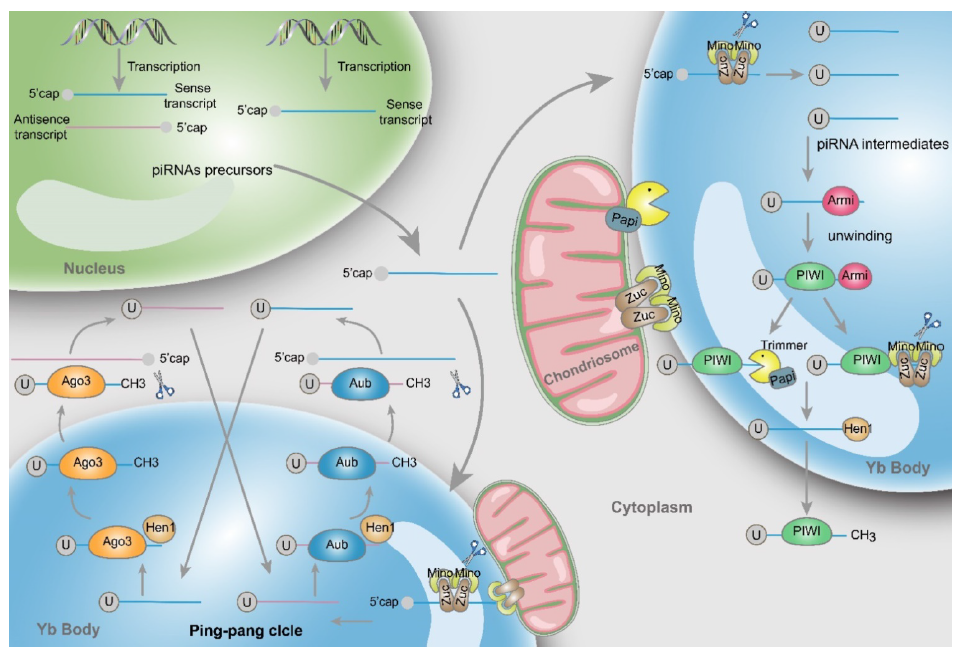 Transcription
Transcription
5'cap
Sense
transcript
Antisence
transcript
5'cap
5'cap
Sense
transcript
piRNAs precursors
Nucleus
5'cap
U
U
5'cap
Ago3
U
CH3
5'cap
Aub
U
CH3
U
Ago3
CH3
U
Aub
CH3
U
Ago3
Hen1
U
Aub
Hen1
U
U
Yb Body
Ping-pang clcle
5'cap
Mino
Mino
Zuc
Zuc
Papi
Mino
Zuc
Mino
Zuc
Chondriosome
Cytoplasm
Mino
Mino
Zuc
Zuc
5'cap
U
U
U
piRNA intermediates
U
Armi
unwinding
U
PIWI
Armi
U
PIWI
Trimmer
Papi
U
PIWI
Mino
Mino
Zuc
Zuc
U
Hen1
Yb Body
U
PIWI
CH3